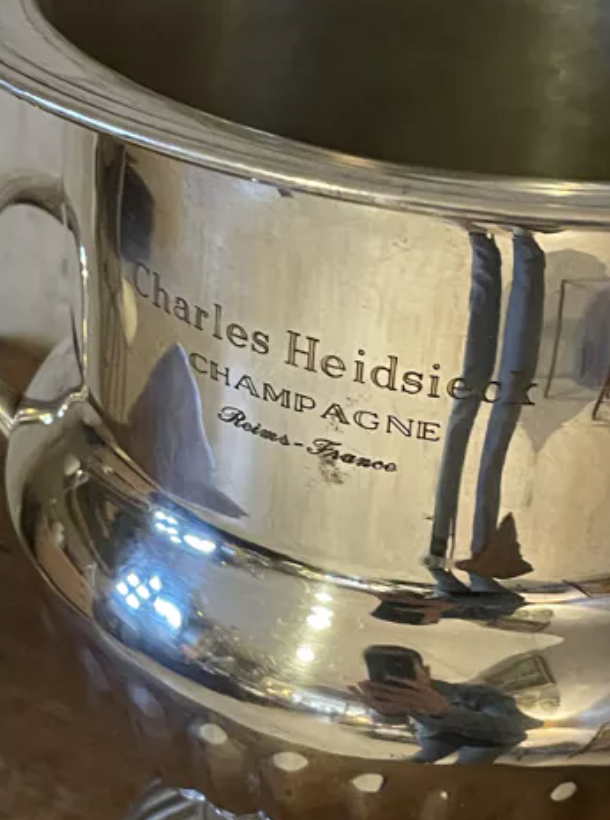 Charles Heidsieck
CHAMPAGNE
Reims-France